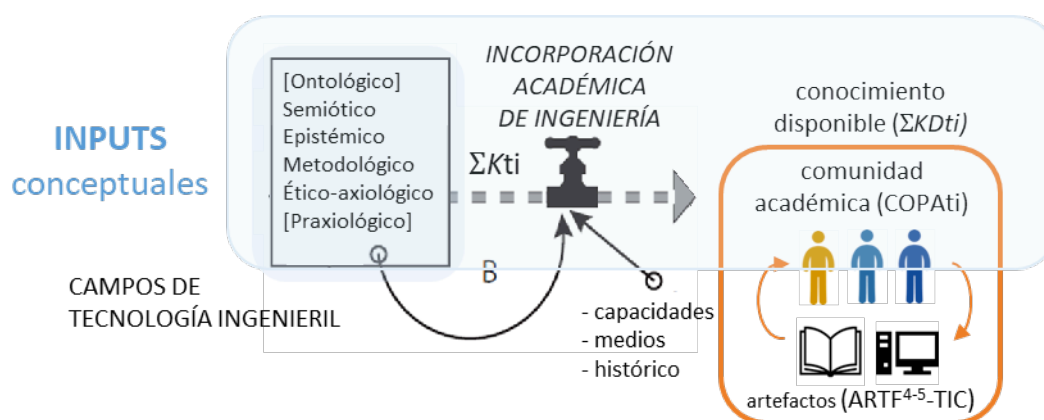 INPUTS
conceptuales
[Ontológico]
Semiótico
Epistémico
Metodológico
Ético-axiológico
[Praxiológico]
INCORPORACIÓN
ACADÉMICA
DE INGENIERÍA
ΣKti
B
CAMPOS DE
TECNOLOGÍA INGENIERIL
- capacidades
- medios
- histórico
conocimiento
disponible (ΣKDti)
comunidad
académica (COPAti)
artefactos (ARTF⁴⁻⁵-TIC)